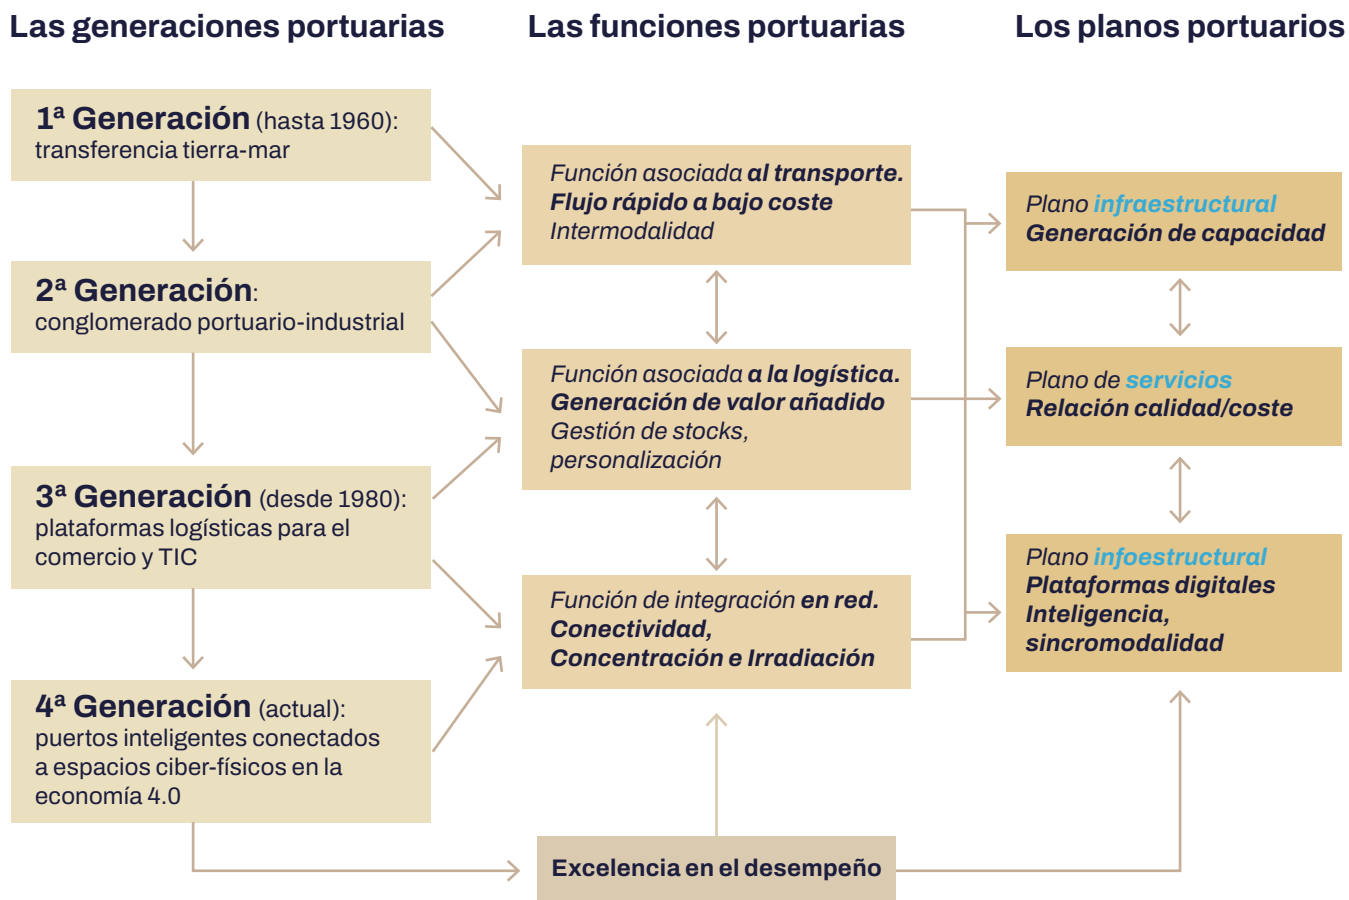 Las generaciones portuarias
1ª Generación (hasta 1960):
transferencia tierra-mar
2ª Generación:
conglomerado portuario-industrial
3ª Generación (desde 1980):
plataformas logísticas para el
comercio y TIC
4ª Generación (actual):
puertos inteligentes conectados
a espacios ciber-físicos en la
economía 4.0
Las funciones portuarias
Función asociada al transporte.
Flujo rápido a bajo coste
Intermodalidad
Función asociada a la logística.
Generación de valor añadido
Gestión de stocks,
personalización
Función de integración en red.
Conectividad,
Concentración e Irradiación
Excelencia en el desempeño
Los planos portuarios
Plano infraestructural
Generación de capacidad
Plano de servicios
Relación calidad/coste
Plano infoestructural
Plataformas digitales
Inteligencia,
sincromodalidad